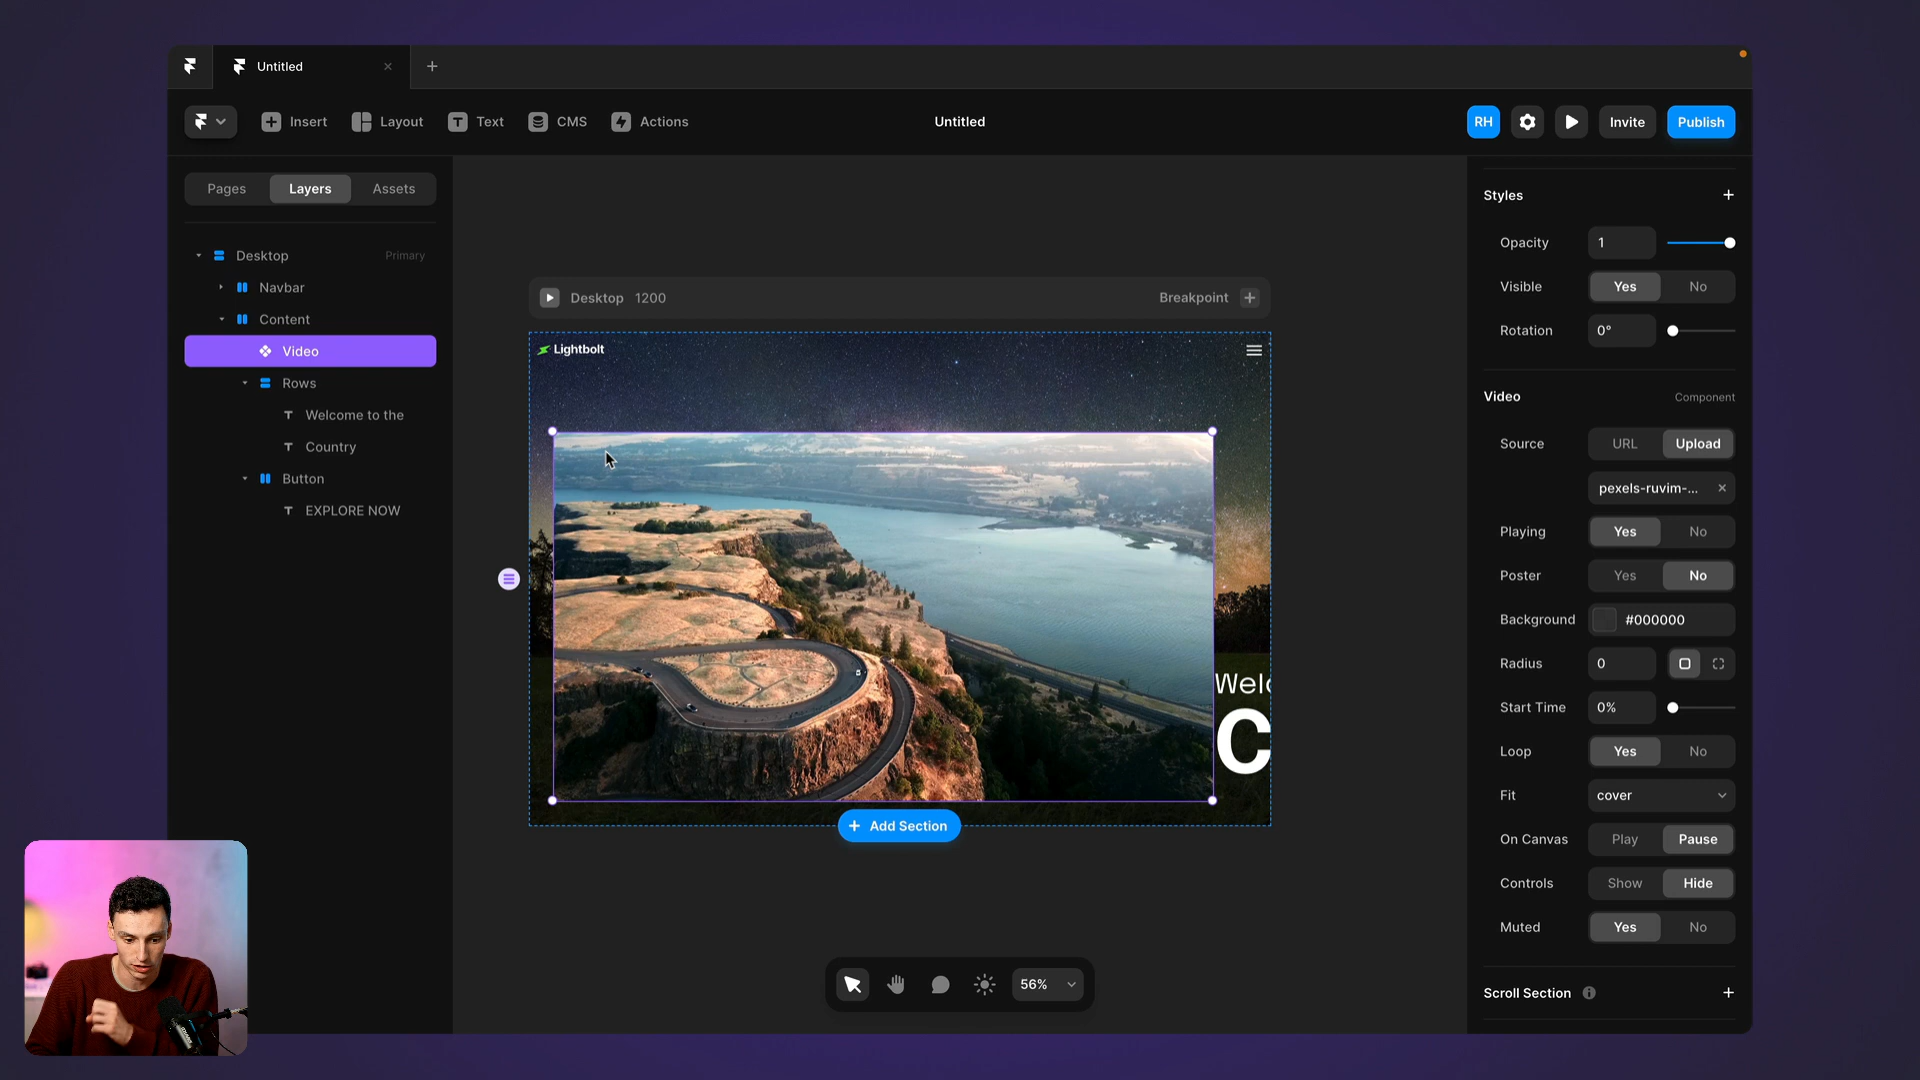 Untitled
Insert
Layout
Text
CMS
Actions
Untitled
RH
Invite
Publish
Pages
Layers
Assets
Desktop
Primary
Navbar
Content
Video
Rows
Welcome to the
Country
Button
EXPLORE NOW
Desktop 1200
Breakpoint
Lightbolt
Welc
C
Add Section
56%
Styles
Opacity
1
Visible
Yes
No
Rotation
0°
Video
Component
Source
URL
Upload
pexels-ruvim-...
Playing
Yes
No
Poster
Yes
No
Background
#000000
Radius
0
Start Time
0%
Loop
Yes
No
Fit
cover
On Canvas
Play
Pause
Controls
Show
Hide
Muted
Yes
No
Scroll Section